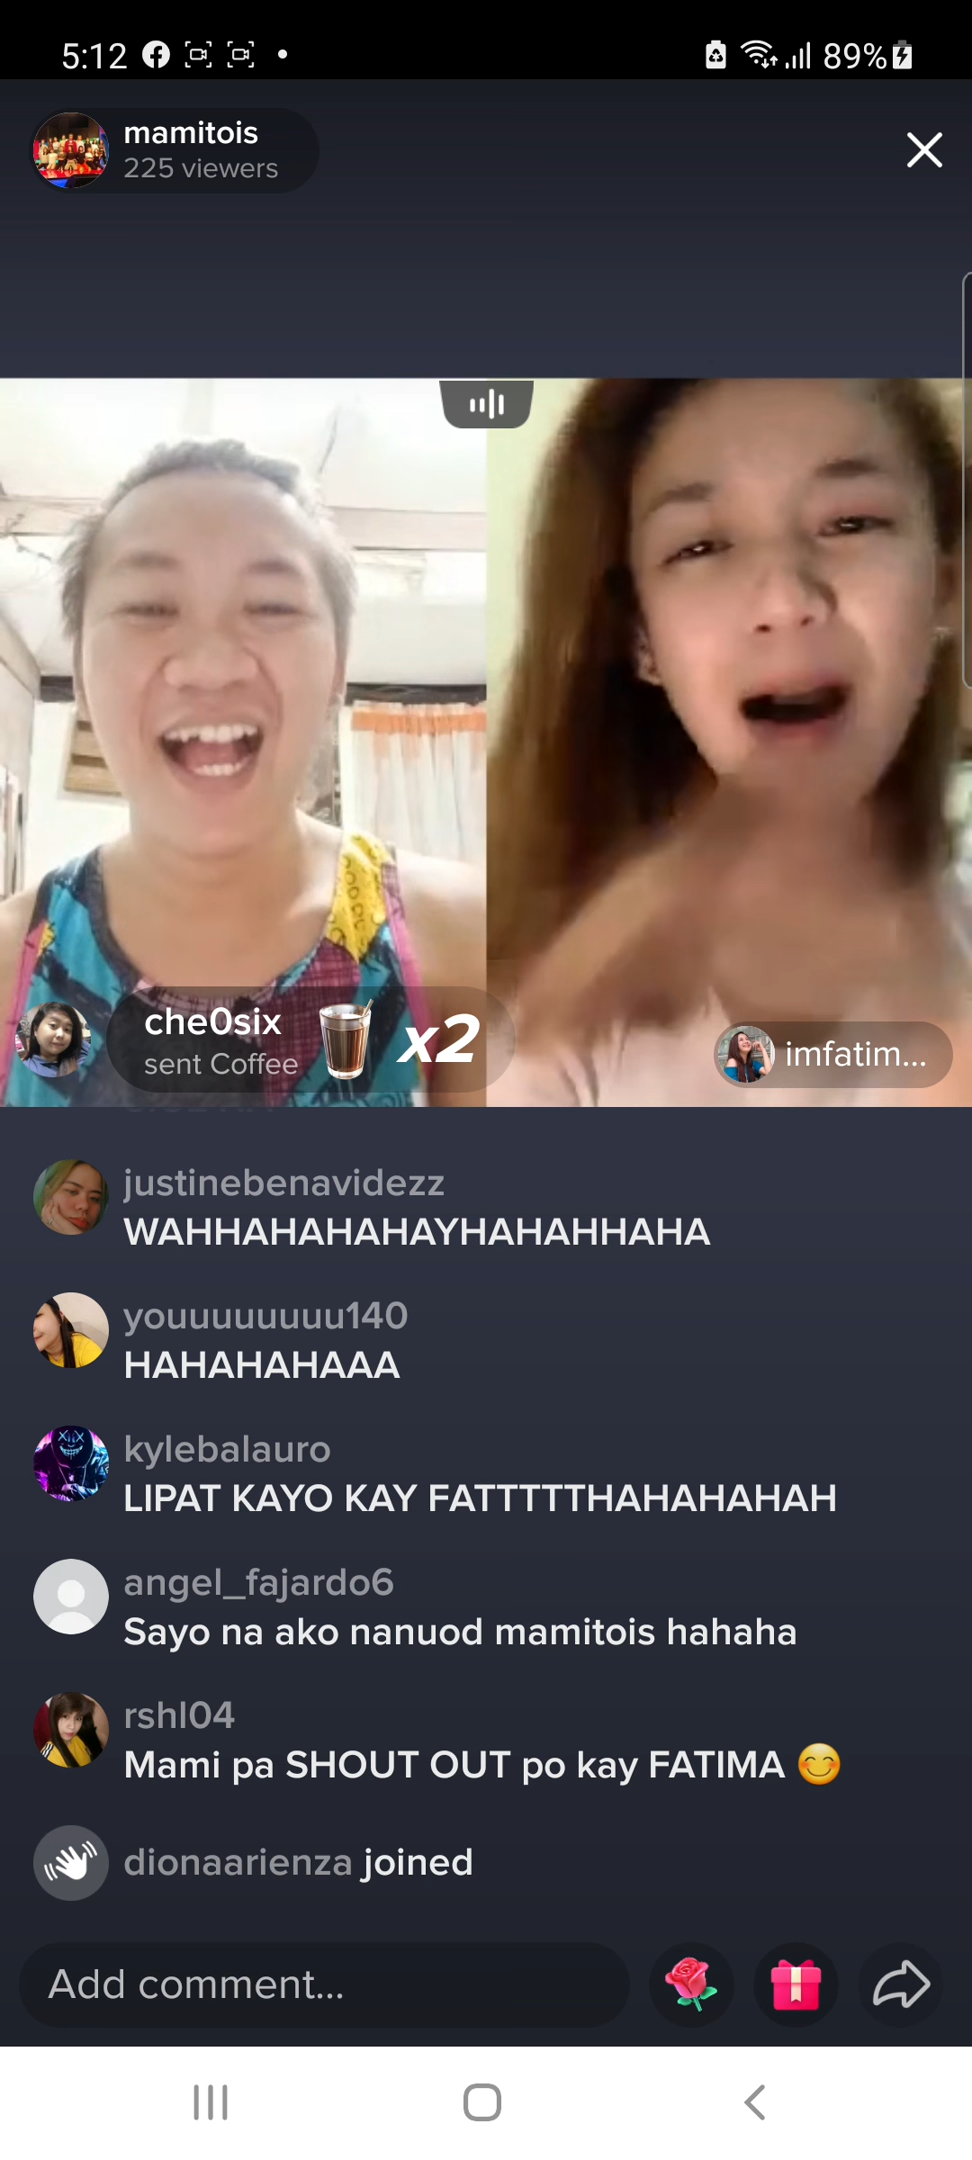 5:12
89%
mamitois
225 viewers
che0six
sent Coffee
x2
imfatim...
justinebenavidezz
WAHHAHAHAHAYHAHAHHAHA
youuuuuuuu140
HAHAHAHAAA
kylebalauro
LIPAT KAYO KAY FATTTTTHAHAHAHAH
angel_fajardo6
Sayo na ako nanuod mamitois hahaha
rshl04
Mami pa SHOUT OUT po kay FATIMA 😊
dionaarienza joined
Add comment...